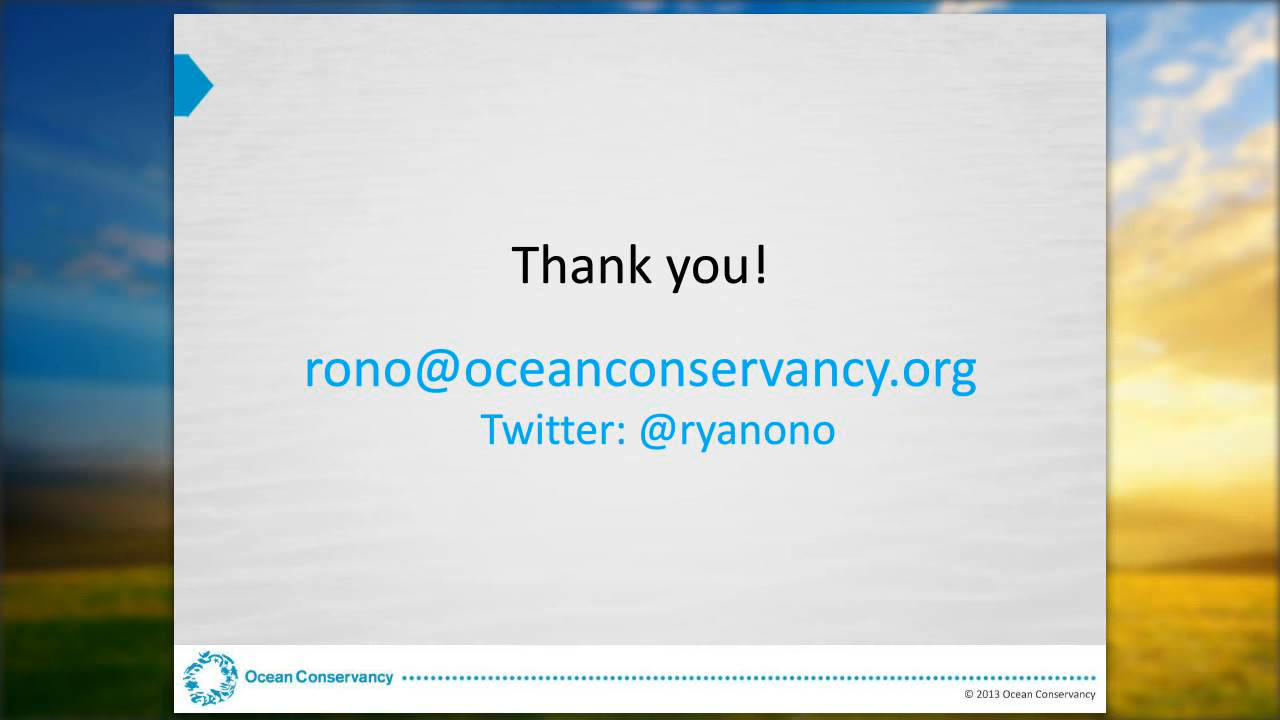 Thank you!
rono@oceanconservancy.org
Twitter: @ryanono
Ocean Conservancy
© 2013 Ocean Conservancy